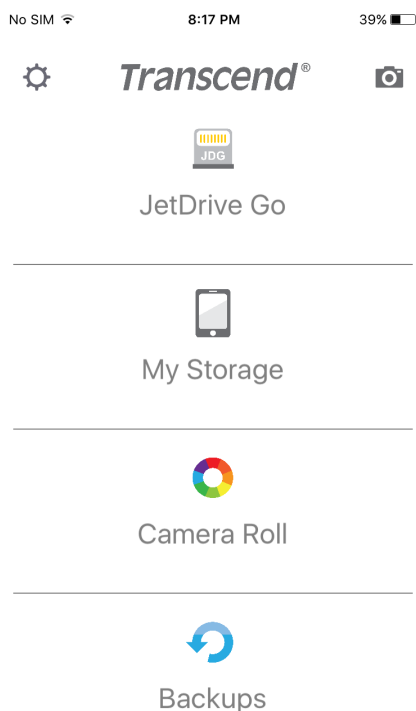 No SIM 8:17 PM 39%
Transcend®
JDG
JetDrive Go
My Storage
Camera Roll
Backups